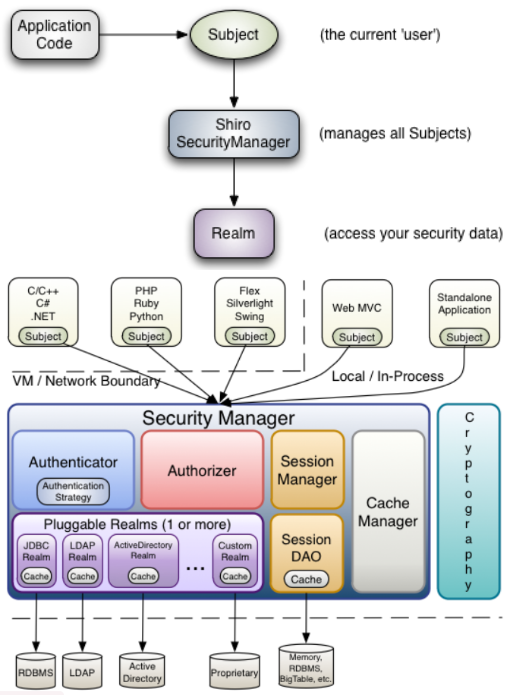 Application
Code
Subject
(the current 'user')
Shiro
SecurityManager
(manages all Subjects)
Realm
(access your security data)
C/C++
C#
.NET
Subject
PHP
Ruby
Python
Subject
Flex
Silverlight
Swing
Subject
Web MVC
Subject
Standalone
Application
Subject
VM / Network Boundary
Local / In-Process
Security Manager
Authenticator
Authentication
Strategy
Authorizer
Session
Manager
Cache
Manager
Cryptography
Pluggable Realms (1 or more)
JDBC
Realm
Cache
LDAP
Realm
Cache
ActiveDirectory
Realm
Cache
...
Custom
Realm
Cache
Session
DAO
Cache
RDBMS
LDAP
Active
Directory
Proprietary
Memory,
RDBMS,
BigTable, etc.